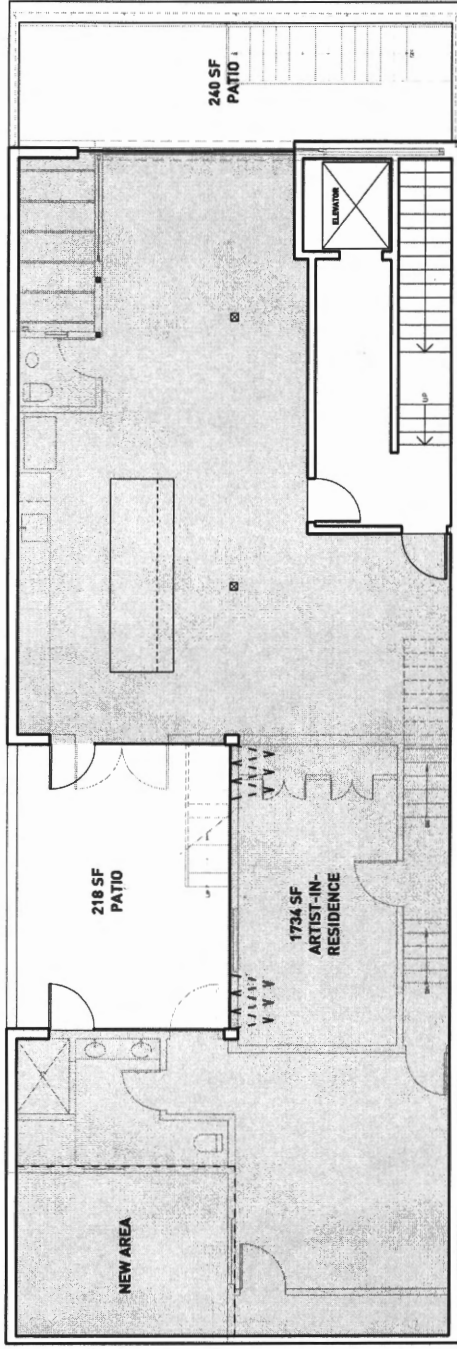 240 SF
PATIO
ELEVATOR
UP
218 SF
PATIO
1734 SF
ARTIST-IN-
RESIDENCE
NEW AREA